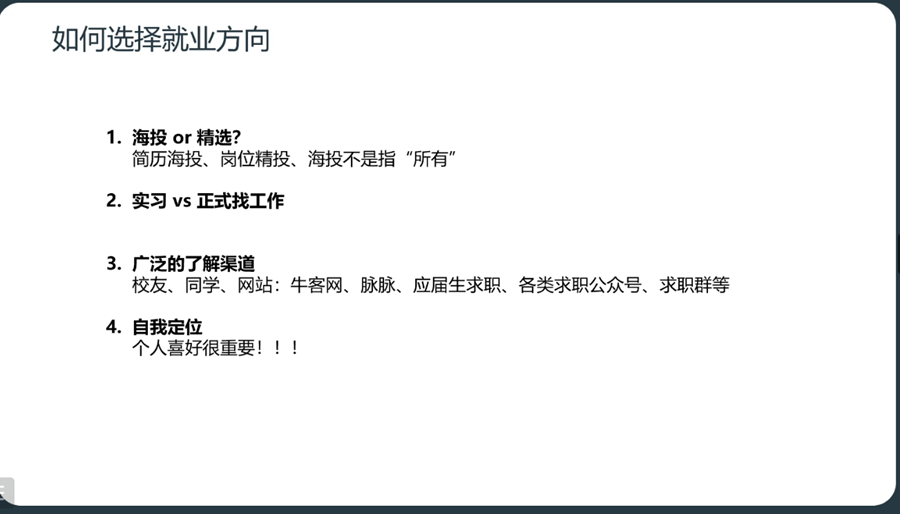 如何选择就业方向
1. 海投 or 精选？
简历海投、岗位精投、海投不是指“所有”
2. 实习 vs 正式找工作
3. 广泛的了解渠道
校友、同学、网站：牛客网、脉脉、应届生求职、各类求职公众号、求职群等
4. 自我定位
个人喜好很重要！！！